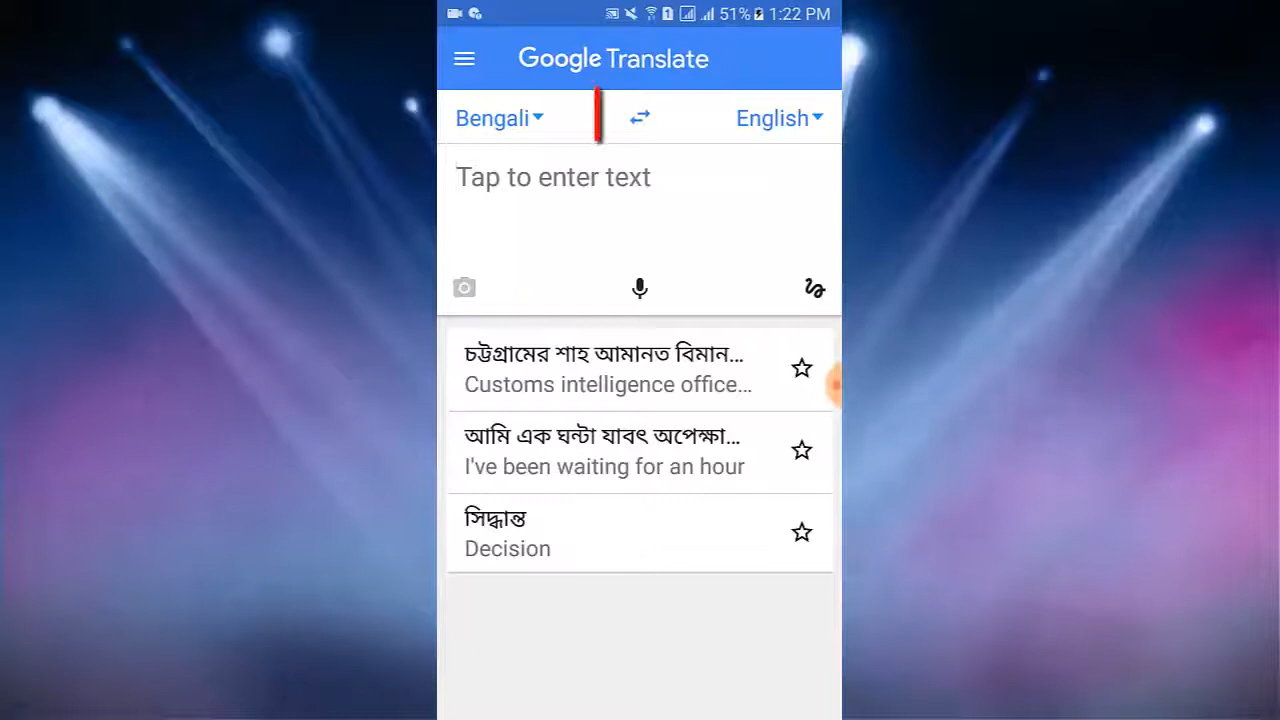 51% 1:22 PM
Google Translate
Bengali English
Tap to enter text
চট্টগ্রামের শাহ আমানত বিমান...
Customs intelligence office...
আমি এক ঘন্টা যাবৎ অপেক্ষা...
I've been waiting for an hour
সিদ্ধান্ত
Decision